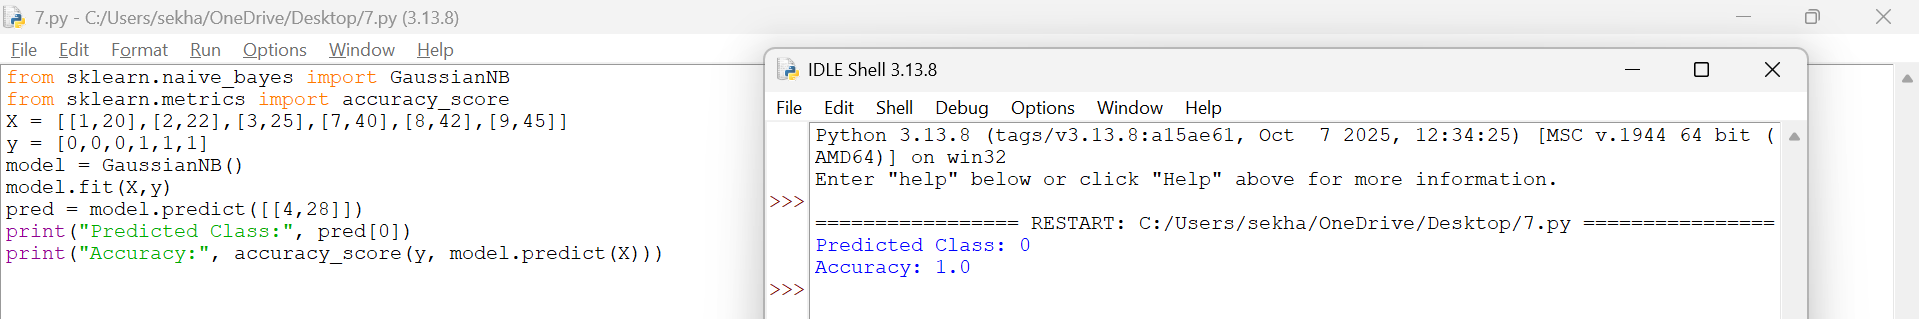 7.py - C:/Users/sekha/OneDrive/Desktop/7.py (3.13.8)
File Edit Format Run Options Window Help
from sklearn.naive_bayes import GaussianNB
from sklearn.metrics import accuracy_score
X = [[1,20],[2,22],[3,25],[7,40],[8,42],[9,45]]
y = [0,0,0,1,1,1]
model = GaussianNB()
model.fit(X,y)
pred = model.predict([[4,28]])
print("Predicted Class:", pred[0])
print("Accuracy:", accuracy_score(y, model.predict(X)))
IDLE Shell 3.13.8
File Edit Shell Debug Options Window Help
Python 3.13.8 (tags/v3.13.8:a15ae61, Oct  7 2025, 12:34:25) [MSC v.1944 64 bit (
AMD64)] on win32
Enter "help" below or click "Help" above for more information.
>>>
================= RESTART: C:/Users/sekha/OneDrive/Desktop/7.py ================
Predicted Class: 0
Accuracy: 1.0
>>>